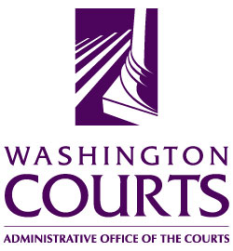 WASHINGTON
COURTS
ADMINISTRATIVE OFFICE OF THE COURTS